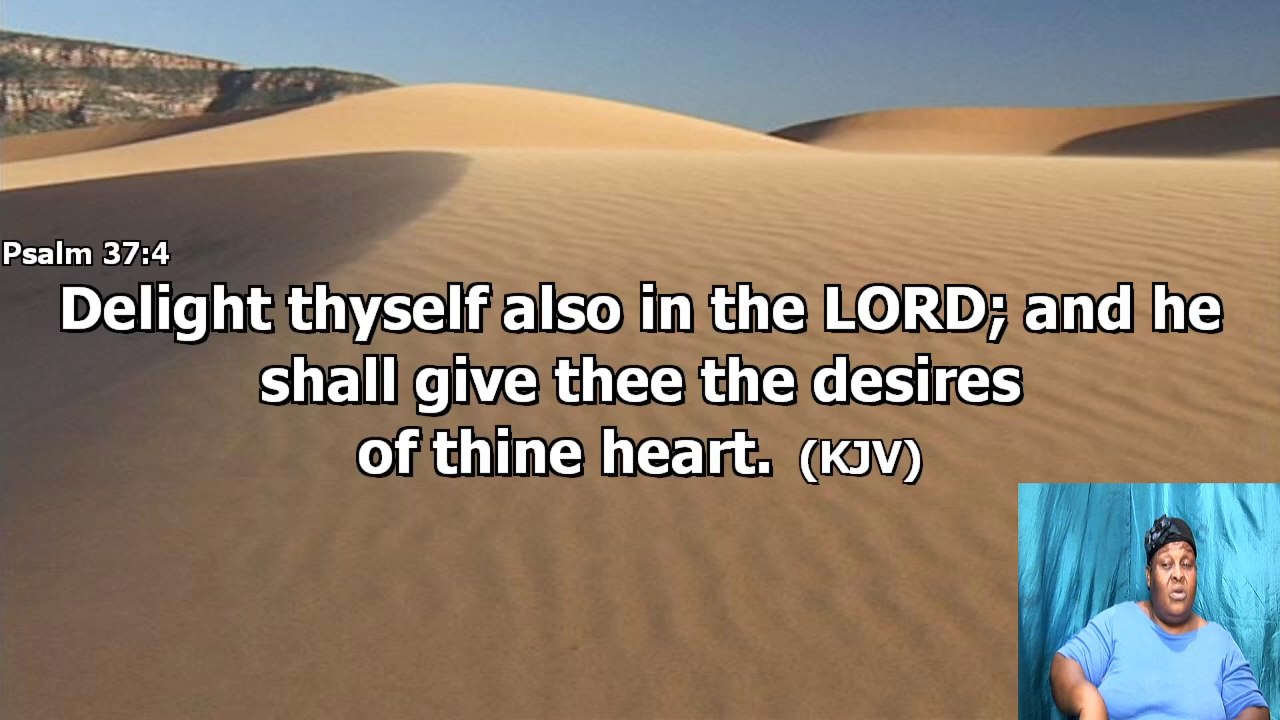 Psalm 37:4
Delight thyself also in the LORD; and he
shall give thee the desires
of thine heart. (KJV)